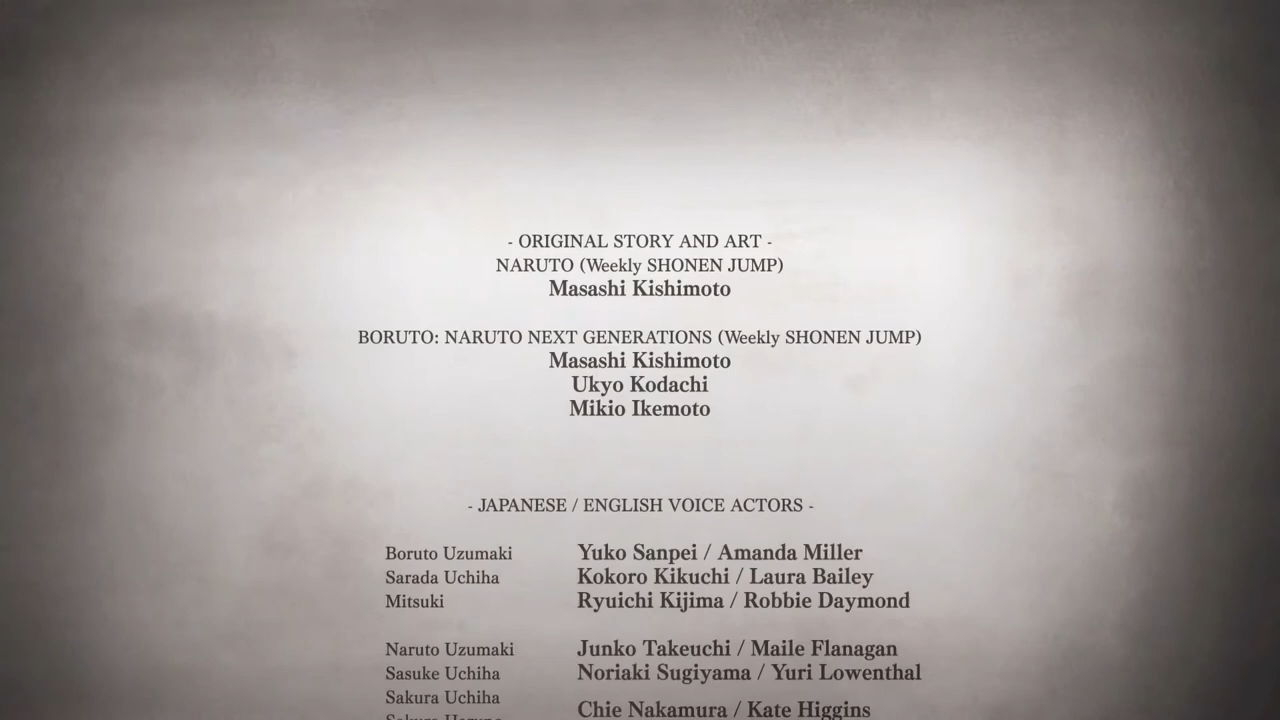 - ORIGINAL STORY AND ART -
NARUTO (Weekly SHONEN JUMP)
Masashi Kishimoto
BORUTO: NARUTO NEXT GENERATIONS (Weekly SHONEN JUMP)
Masashi Kishimoto
Ukyo Kodachi
Mikio Ikemoto
- JAPANESE / ENGLISH VOICE ACTORS -
Boruto Uzumaki Yuko Sanpei / Amanda Miller
Sarada Uchiha Kokoro Kikuchi / Laura Bailey
Mitsuki Ryuichi Kijima / Robbie Daymond
Naruto Uzumaki Junko Takeuchi / Maile Flanagan
Sasuke Uchiha Noriaki Sugiyama / Yuri Lowenthal
Sakura Uchiha
Chie Nakamura / Kate Higgins